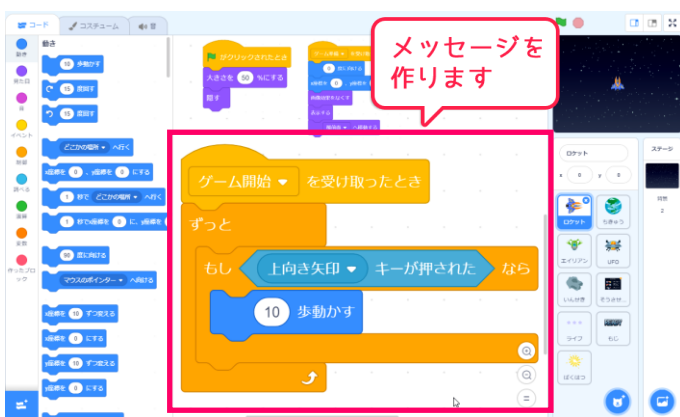 コード
コスチューム
音
動き
10 歩動かす
15 度回す
15 度回す
どこかの場所 へ行く
x座標を 0 、y座標を 0 にする
1 秒で どこかの場所 へ行く
1 秒でx座標を 0 に、y座標を
90 度に向ける
マウスのポインター へ向ける
x座標を 10 ずつ変える
x座標を 0 にする
y座標を 10 ずつ変える
y座標を 0 にする
動き
見た目
音
イベント
制御
調べる
演算
変数
作ったブロック
がクリックされたとき
大きさを 50 %にする
隠す
メッセージを
作ります
ゲーム開始 を受け取ったとき
ずっと
もし 上向き矢印 キーが押された なら
10 歩動かす
ロケット
x 0 y 0
ステージ
背景
2
ロケット
ちきゅう
エイリアン
UFO
いんせき
そうさせ...
ライフ
もじ
ばくはつ